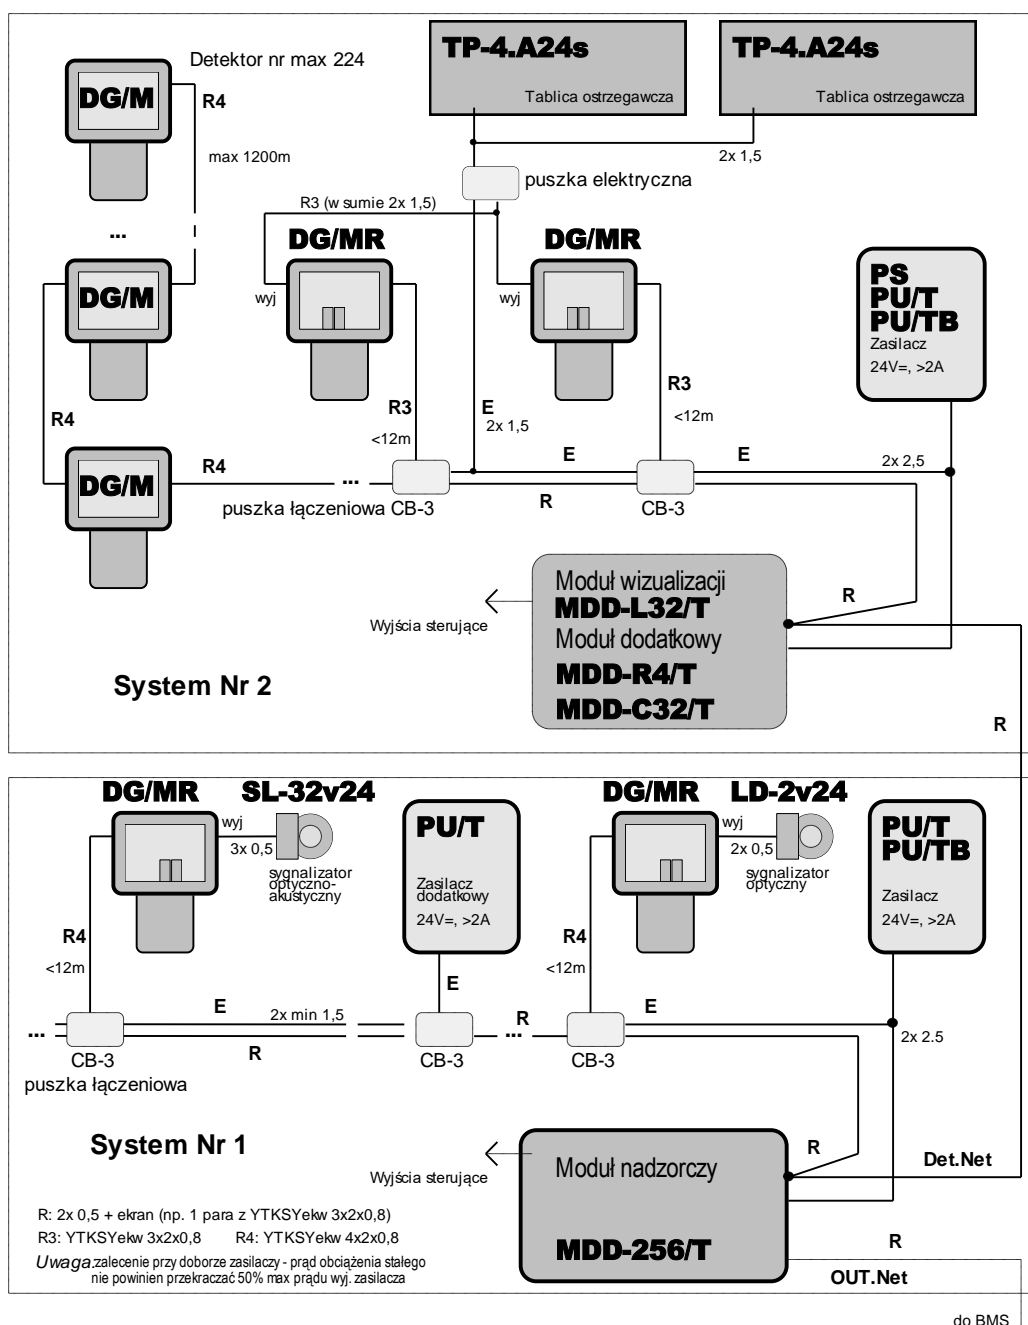 TP-4.A24s
TP-4.A24s
Detektor nr max 224
DG/M
R4
Tablica ostrzegawcza
Tablica ostrzegawcza
max 1200m
2x 1,5
puszka elektryczna
R3 (w sumie 2x 1,5)
...
DG/MR
DG/MR
DG/M
wyj
wyj
PS
PU/T
PU/TB
Zasilacz
24V=, >2A
R4
R3
<12m
E
2x 1,5
R3
<12m
R4
DG/M
...
E
E
2x 2,5
puszka łączeniowa CB-3
R
CB-3
Moduł wizualizacji
MDD-L32/T
Moduł dodatkowy
MDD-R4/T
MDD-C32/T
R
Wyjścia sterujące
System Nr 2
R
DG/MR
SL-32v24
DG/MR
LD-2v24
wyj
3x 0,5
sygnalizator
optyczno-
akustyczny
PU/T
Zasilacz
dodatkowy
24V=, >2A
wyj
2x 0,5
sygnalizator
optyczny
PU/T
PU/TB
Zasilacz
24V=, >2A
R4
<12m
R4
<12m
E
E
2x min 1,5
R
E
...
...
2x 2.5
R
CB-3
CB-3
CB-3
puszka łączeniowa
System Nr 1
Moduł nadzorczy
MDD-256/T
R
Det.Net
Wyjścia sterujące
R: 2x 0,5 + ekran (np. 1 para z YTKSYekw 3x2x0,8)
R3: YTKSYekw 3x2x0,8 R4: YTKSYekw 4x2x0,8
Uwaga: zalecenie przy doborze zasilaczy - prąd obciążenia stałego
nie powinien przekraczać 50% max prądu wyj. zasilacza
R
OUT.Net
do BMS